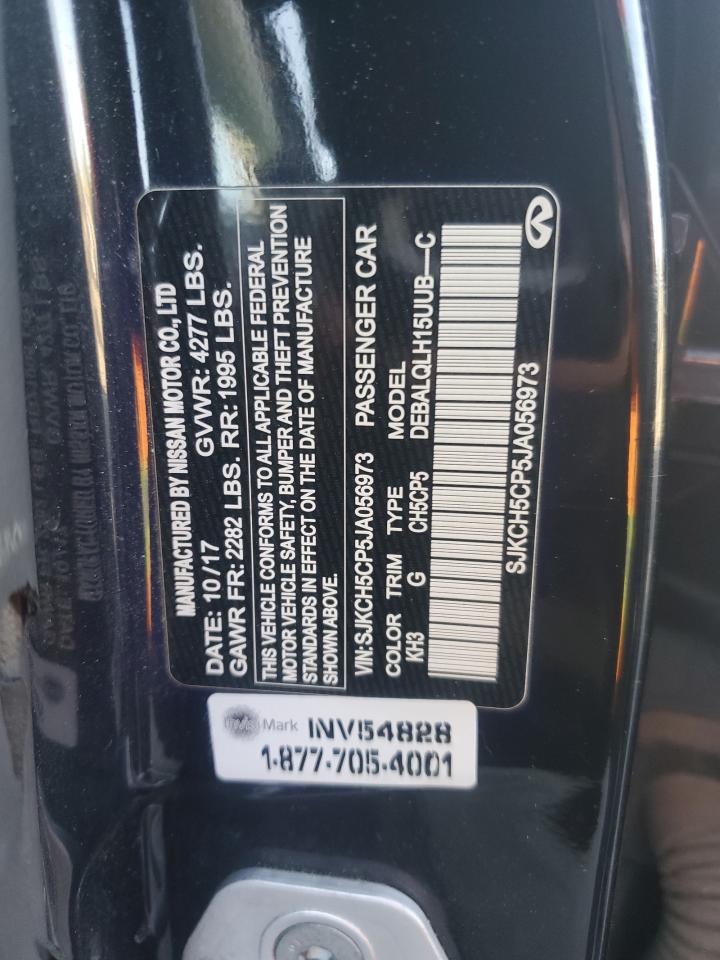 MANUFACTURED BY NISSAN MOTOR CO., LTD
DATE: 10/17 GVWR: 4277 LBS.
GAWR FR: 2282 LBS. RR: 1995 LBS.
THIS VEHICLE CONFORMS TO ALL APPLICABLE FEDERAL
MOTOR VEHICLE SAFETY, BUMPER AND THEFT PREVENTION
STANDARDS IN EFFECT ON THE DATE OF MANUFACTURE
SHOWN ABOVE.
VIN: SJKCH5CP5JA056973 PASSENGER CAR
COLOR TRIM TYPE MODEL
KH3 G CH5CP5 DEBALQLH15UUB—C
SJKCH5CP5JA056973
Mark INV54828
1-877-705-4001